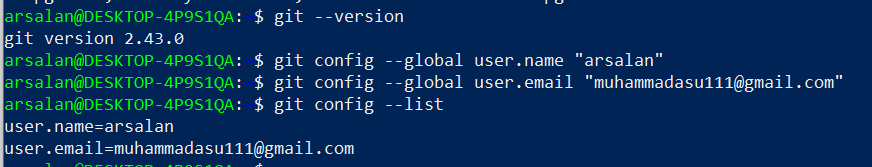 arsalan@DESKTOP-4P9S1QA:~$ git --version
git version 2.43.0
arsalan@DESKTOP-4P9S1QA:~$ git config --global user.name "arsalan"
arsalan@DESKTOP-4P9S1QA:~$ git config --global user.email "muhammadasu111@gmail.com"
arsalan@DESKTOP-4P9S1QA:~$ git config --list
user.name=arsalan
user.email=muhammadasu111@gmail.com